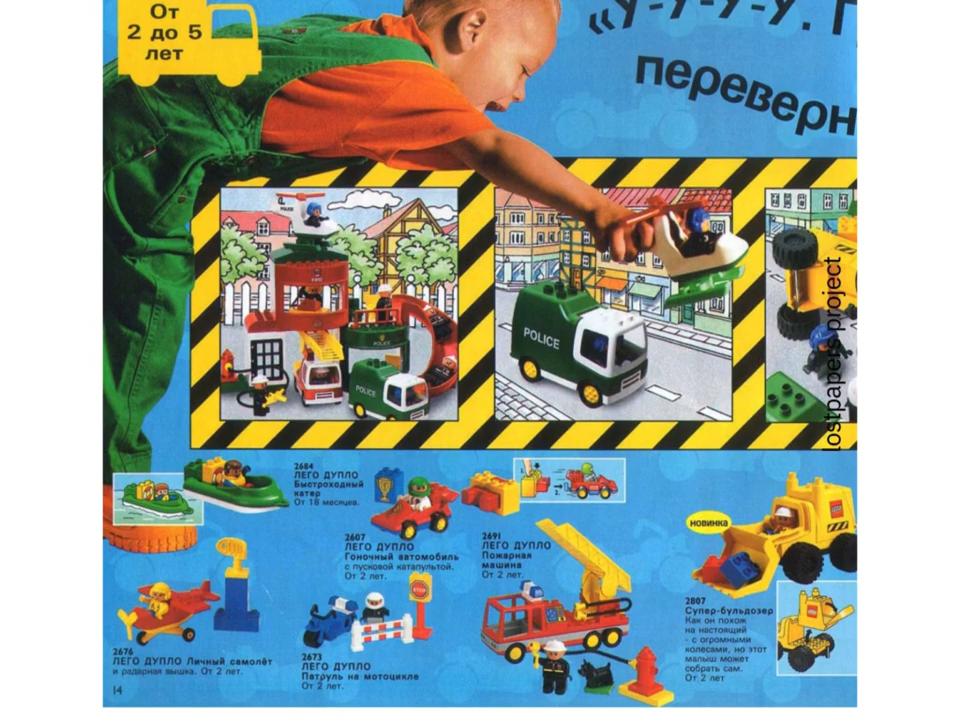 От
2 до 5
лет
«У-У-У-У. Г
переверн
POLICE
POLICE
POLICE
POLICE
lostpapers project
2684
ЛЕГО ДУПЛО
Быстроходный
катер
От 18 месяцев.
2607
ЛЕГО ДУПЛО
Гоночный автомобиль
с пусковой катапультой.
От 2 лет.
1.
2.
2691
ЛЕГО ДУПЛО
Пожарная
машина
От 2 лет.
НОВИНКА
LEGO
2807
Супер-бульдозер
Как он похож
на настоящий
- с огромными
колесами, но этот
малыш может
собрать сам.
От 2 лет
STOP
2676
ЛЕГО ДУПЛО Личный самолёт
и радарная вышка. От 2 лет.
2673
ЛЕГО ДУПЛО
Патруль на мотоцикле
От 2 лет.
14